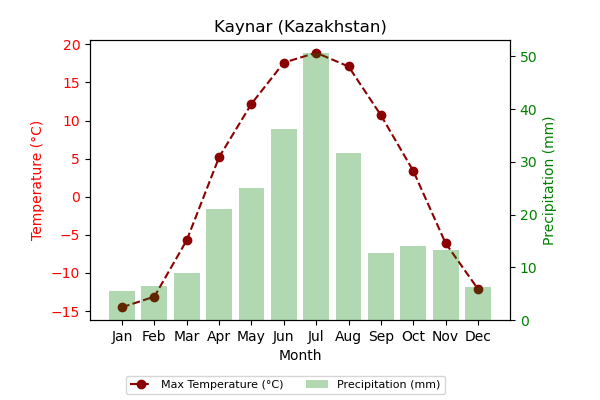 Kaynar (Kazakhstan)
Temperature (°C)
20
15
10
5
0
−5
−10
−15
50
40
30
20
10
0
Precipitation (mm)
Jan Feb Mar Apr May Jun Jul Aug Sep Oct Nov Dec
Month
Max Temperature (°C) Precipitation (mm)